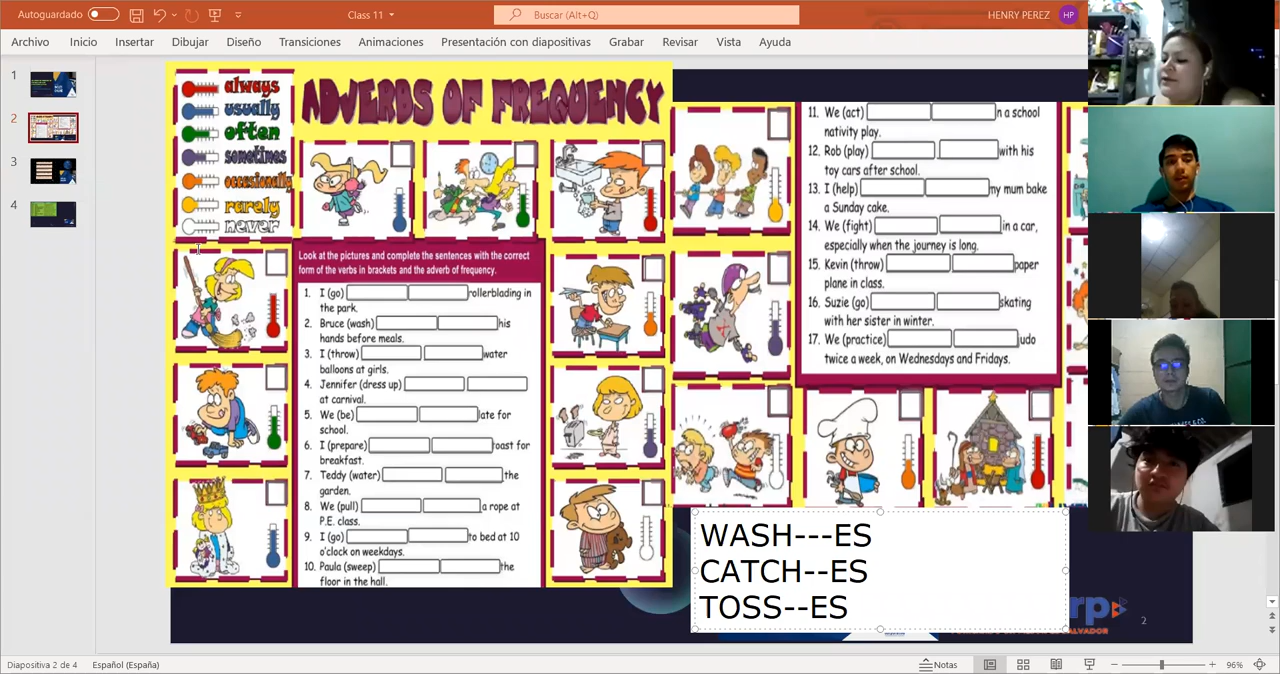 Autoguardado
Class 11
Buscar (Alt+Q)
HENRY PEREZ
HP
Archivo
Inicio
Insertar
Dibujar
Diseño
Transiciones
Animaciones
Presentación con diapositivas
Grabar
Revisar
Vista
Ayuda
1
2
3
4
always
usually
often
sometimes
occesionally
rarely
never
ADVERBS OF FREQUENCY
Look at the pictures and complete the sentences with the correct
form of the verbs in brackets and the adverb of frequency.
1. I (go) rollerblading in
the park.
2. Bruce (wash) his
hands before meals.
3. I (throw) water
balloons at girls.
4. Jennifer (dress up)
at carnival.
5. We (be) late for
school.
6. I (prepare) toast for
breakfast.
7. Teddy (water) the
garden.
8. We (pull) a rope at
P.E. class.
9. I (go) to bed at 10
o'clock on weekdays.
10. Paula (sweep) the
floor in the hall.
11. We (act) n a school
nativity play.
12. Rob (play) with his
toy cars after school.
13. I (help) my mum bake
a Sunday cake.
14. We (fight) in a car,
especially when the journey is long.
15. Kevin (throw) paper
plane in class.
16. Suzie (go) skating
with her sister in winter.
17. We (practice) udo
twice a week, on Wednesdays and Fridays.
WASH---ES
CATCH--ES
TOSS--ES
rp
ALVADOR
2
Diapositiva 2 de 4
Español (España)
Notas
96%